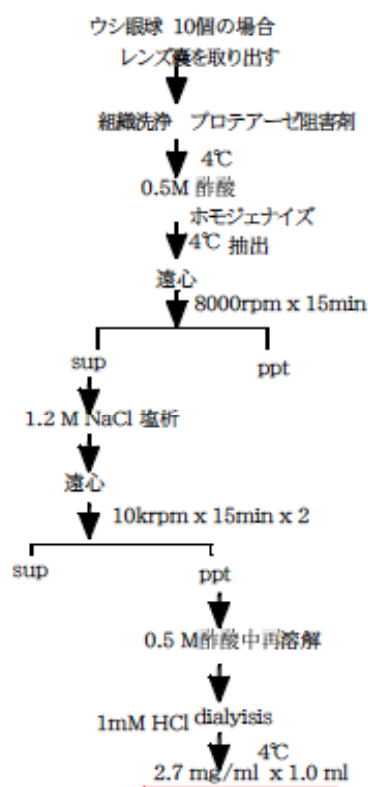 ウシ眼球 10個の場合
レンズ嚢を取り出す
組織洗浄 プロテアーゼ阻害剤
4℃
0.5M 酢酸
ホモジェナイズ
4℃ 抽出
遠心
8000rpm x 15min
sup
ppt
1.2 M NaCl 塩析
遠心
10krpm x 15min x 2
sup
ppt
0.5 M酢酸中再溶解
1mM HCl dialyisis
4℃
2.7 mg/ml x 1.0 ml